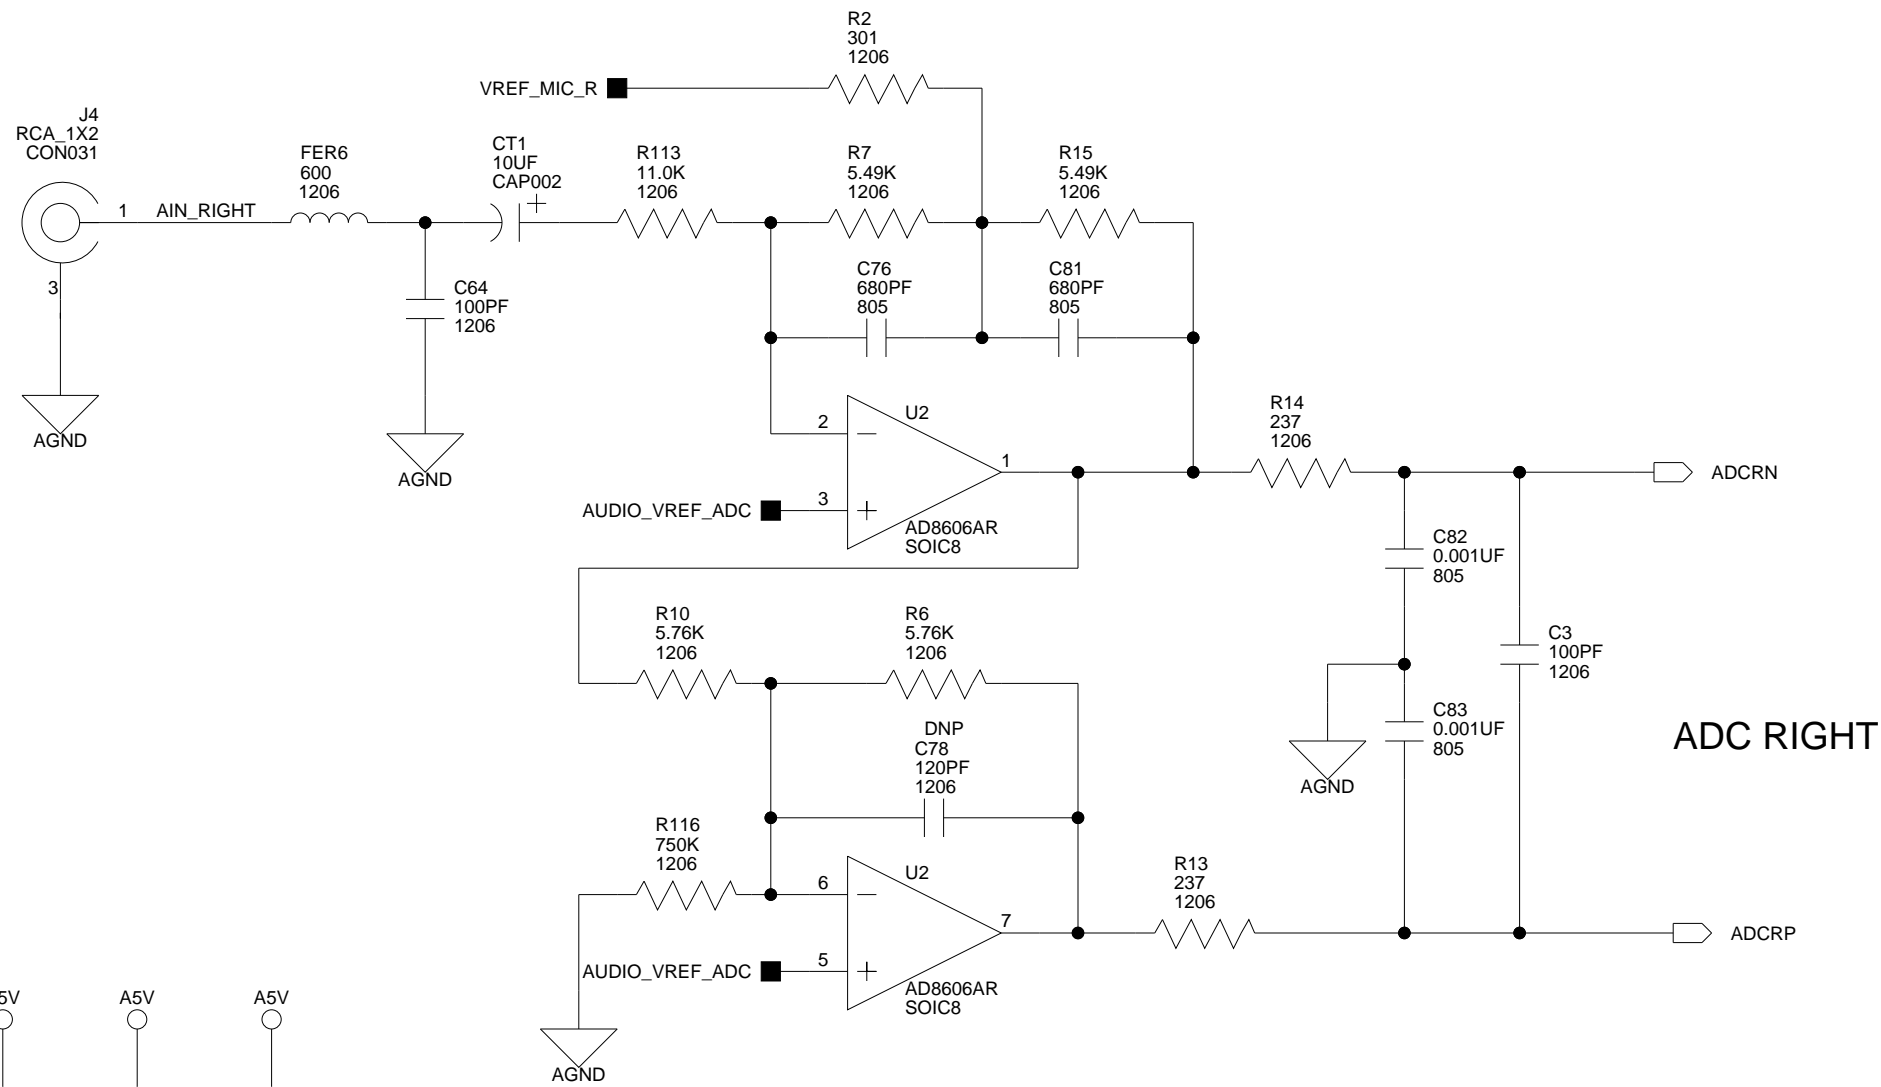 R2
301
1206
VREF_MIC_R
J4
RCA_1X2
CON031
1
3
AIN_RIGHT
AGND
FER6
600
1206
CT1
10UF
CAP002
+
R113
11.0K
1206
R7
5.49K
1206
R15
5.49K
1206
C64
100PF
1206
AGND
C76
680PF
805
C81
680PF
805
U2
2
3
1
AUDIO_VREF_ADC
AD8606AR
SOIC8
R14
237
1206
ADCRN
C82
0.001UF
805
C3
100PF
1206
C83
0.001UF
805
AGND
ADC RIGHT
R10
5.76K
1206
R6
5.76K
1206
DNP
C78
120PF
1206
R116
750K
1206
AGND
U2
6
5
7
AUDIO_VREF_ADC
AD8606AR
SOIC8
R13
237
1206
ADCRP
5V
A5V
A5V